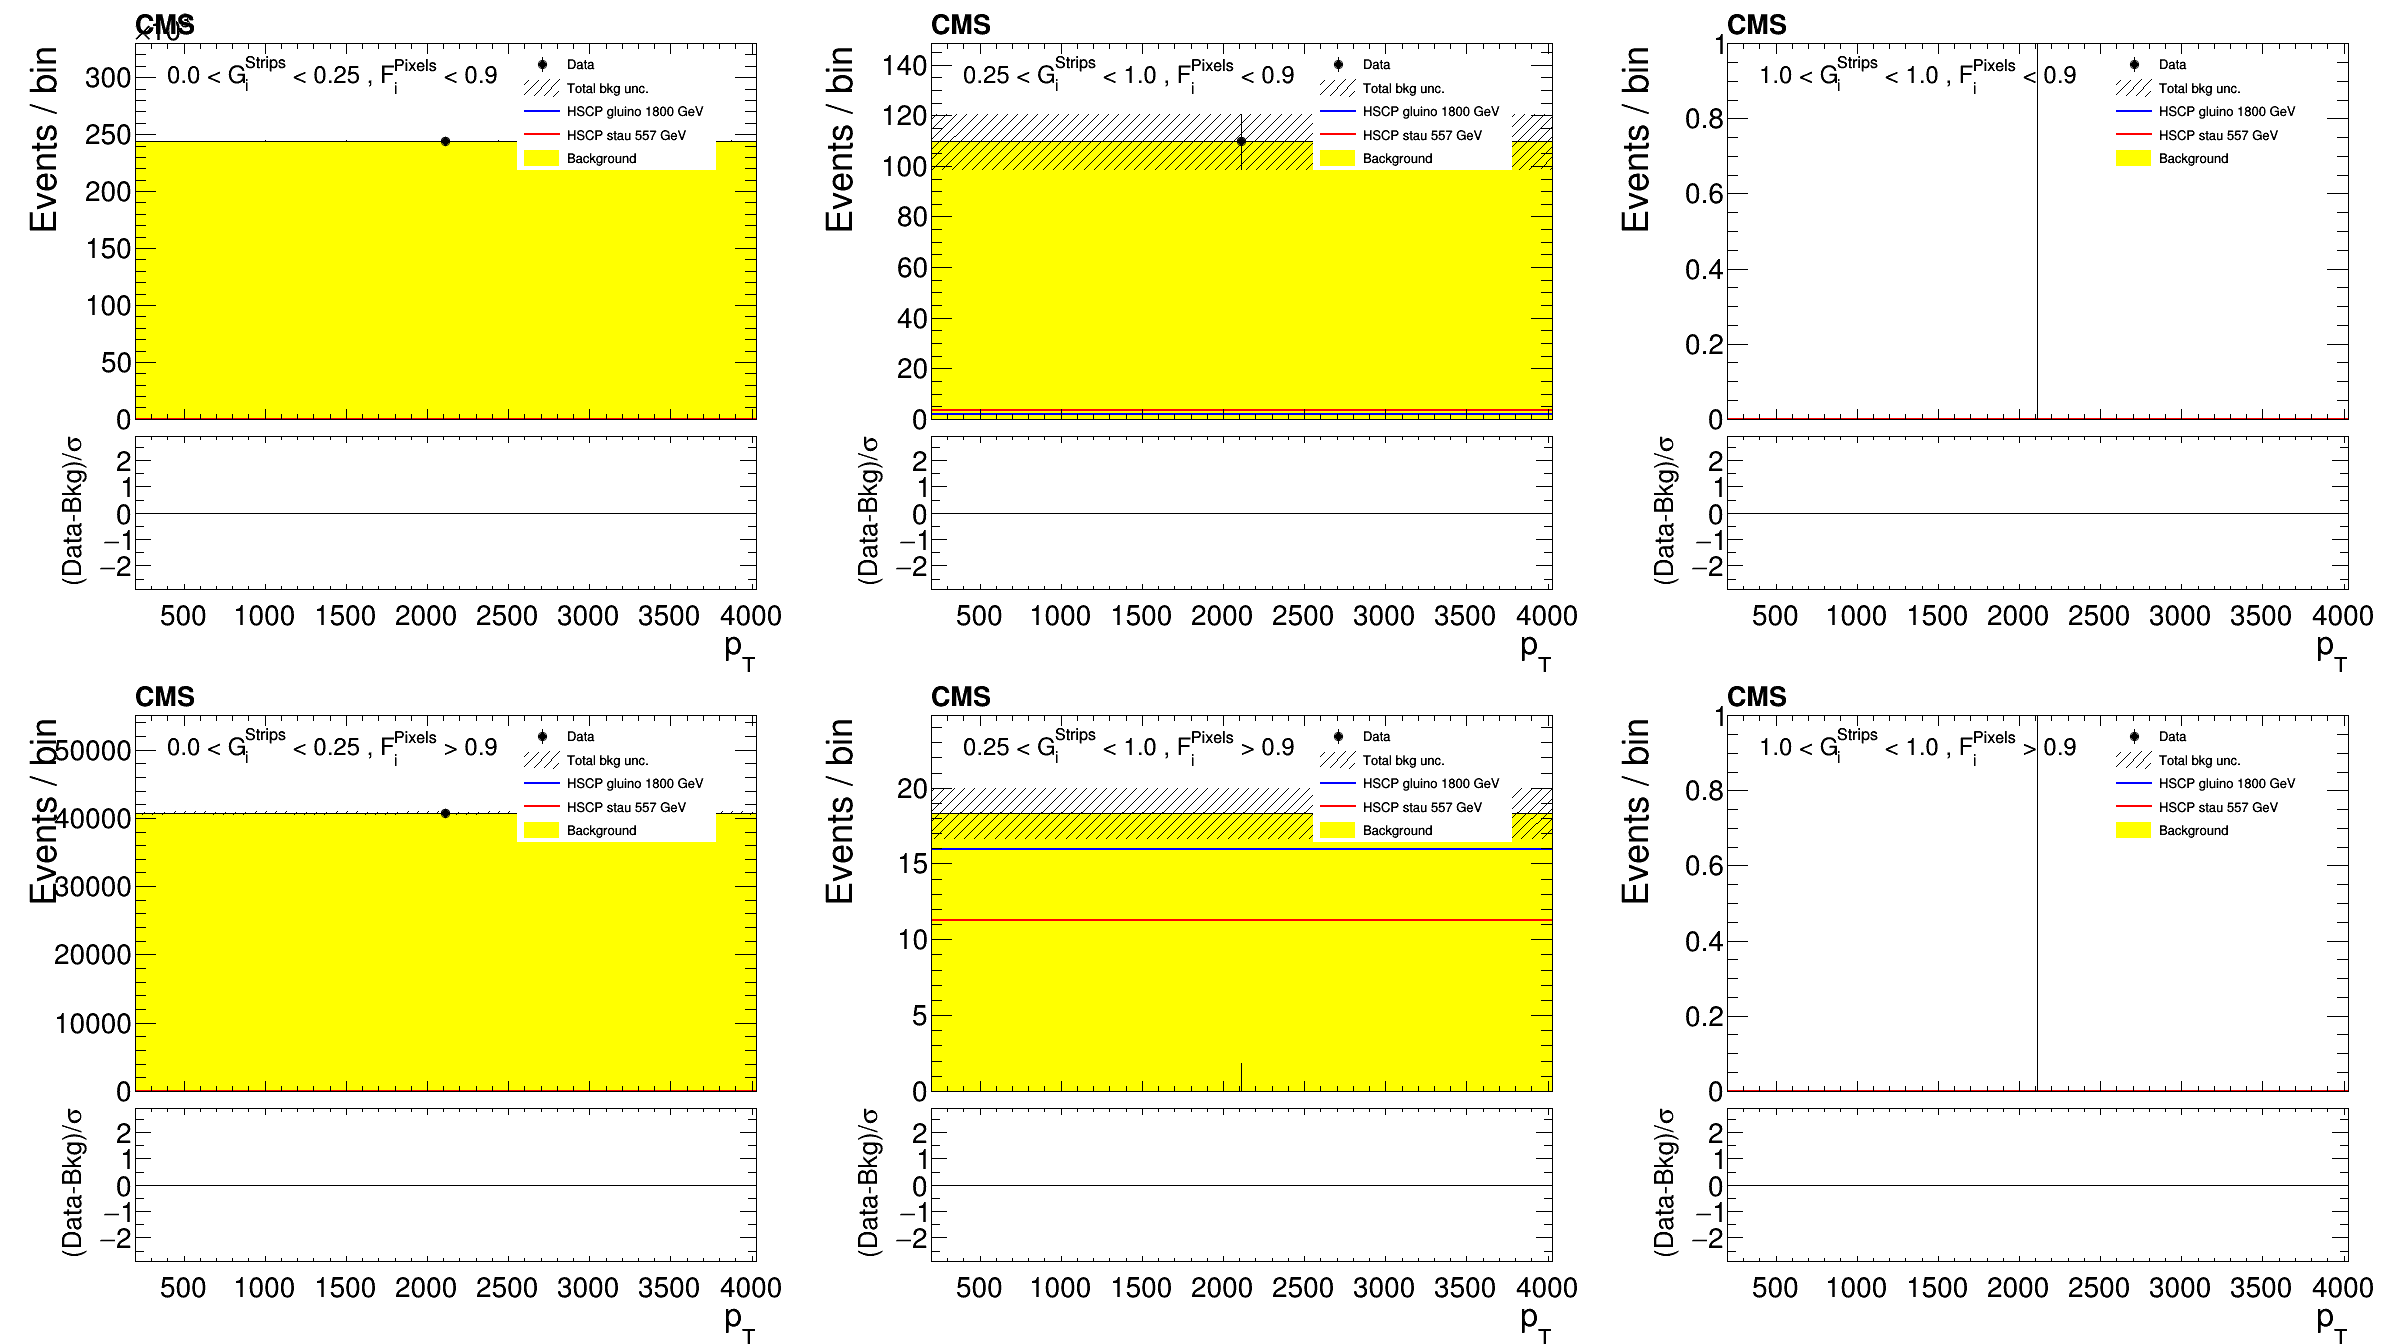 CMS
×10³
Events / bin
0.0 < G_i^Strips < 0.25 , F_i^Pixels < 0.9
Data
Total bkg unc.
HSCP gluino 1800 GeV
HSCP stau 557 GeV
Background
300
250
200
150
100
50
0
(Data-Bkg)/σ
2
1
0
−1
−2
500 1000 1500 2000 2500 3000 3500 4000
p_T
CMS
Events / bin
0.25 < G_i^Strips < 1.0 , F_i^Pixels < 0.9
Data
Total bkg unc.
HSCP gluino 1800 GeV
HSCP stau 557 GeV
Background
140
120
100
80
60
40
20
0
(Data-Bkg)/σ
2
1
0
−1
−2
500 1000 1500 2000 2500 3000 3500 4000
p_T
CMS
Events / bin
1.0 < G_i^Strips < 1.0 , F_i^Pixels < 0.9
Data
Total bkg unc.
HSCP gluino 1800 GeV
HSCP stau 557 GeV
Background
1
0.8
0.6
0.4
0.2
0
(Data-Bkg)/σ
2
1
0
−1
−2
500 1000 1500 2000 2500 3000 3500 4000
p_T
CMS
Events / bin
0.0 < G_i^Strips < 0.25 , F_i^Pixels > 0.9
Data
Total bkg unc.
HSCP gluino 1800 GeV
HSCP stau 557 GeV
Background
50000
40000
30000
20000
10000
0
(Data-Bkg)/σ
2
1
0
−1
−2
500 1000 1500 2000 2500 3000 3500 4000
p_T
CMS
Events / bin
0.25 < G_i^Strips < 1.0 , F_i^Pixels > 0.9
Data
Total bkg unc.
HSCP gluino 1800 GeV
HSCP stau 557 GeV
Background
20
15
10
5
0
(Data-Bkg)/σ
2
1
0
−1
−2
500 1000 1500 2000 2500 3000 3500 4000
p_T
CMS
Events / bin
1.0 < G_i^Strips < 1.0 , F_i^Pixels > 0.9
Data
Total bkg unc.
HSCP gluino 1800 GeV
HSCP stau 557 GeV
Background
1
0.8
0.6
0.4
0.2
0
(Data-Bkg)/σ
2
1
0
−1
−2
500 1000 1500 2000 2500 3000 3500 4000
p_T